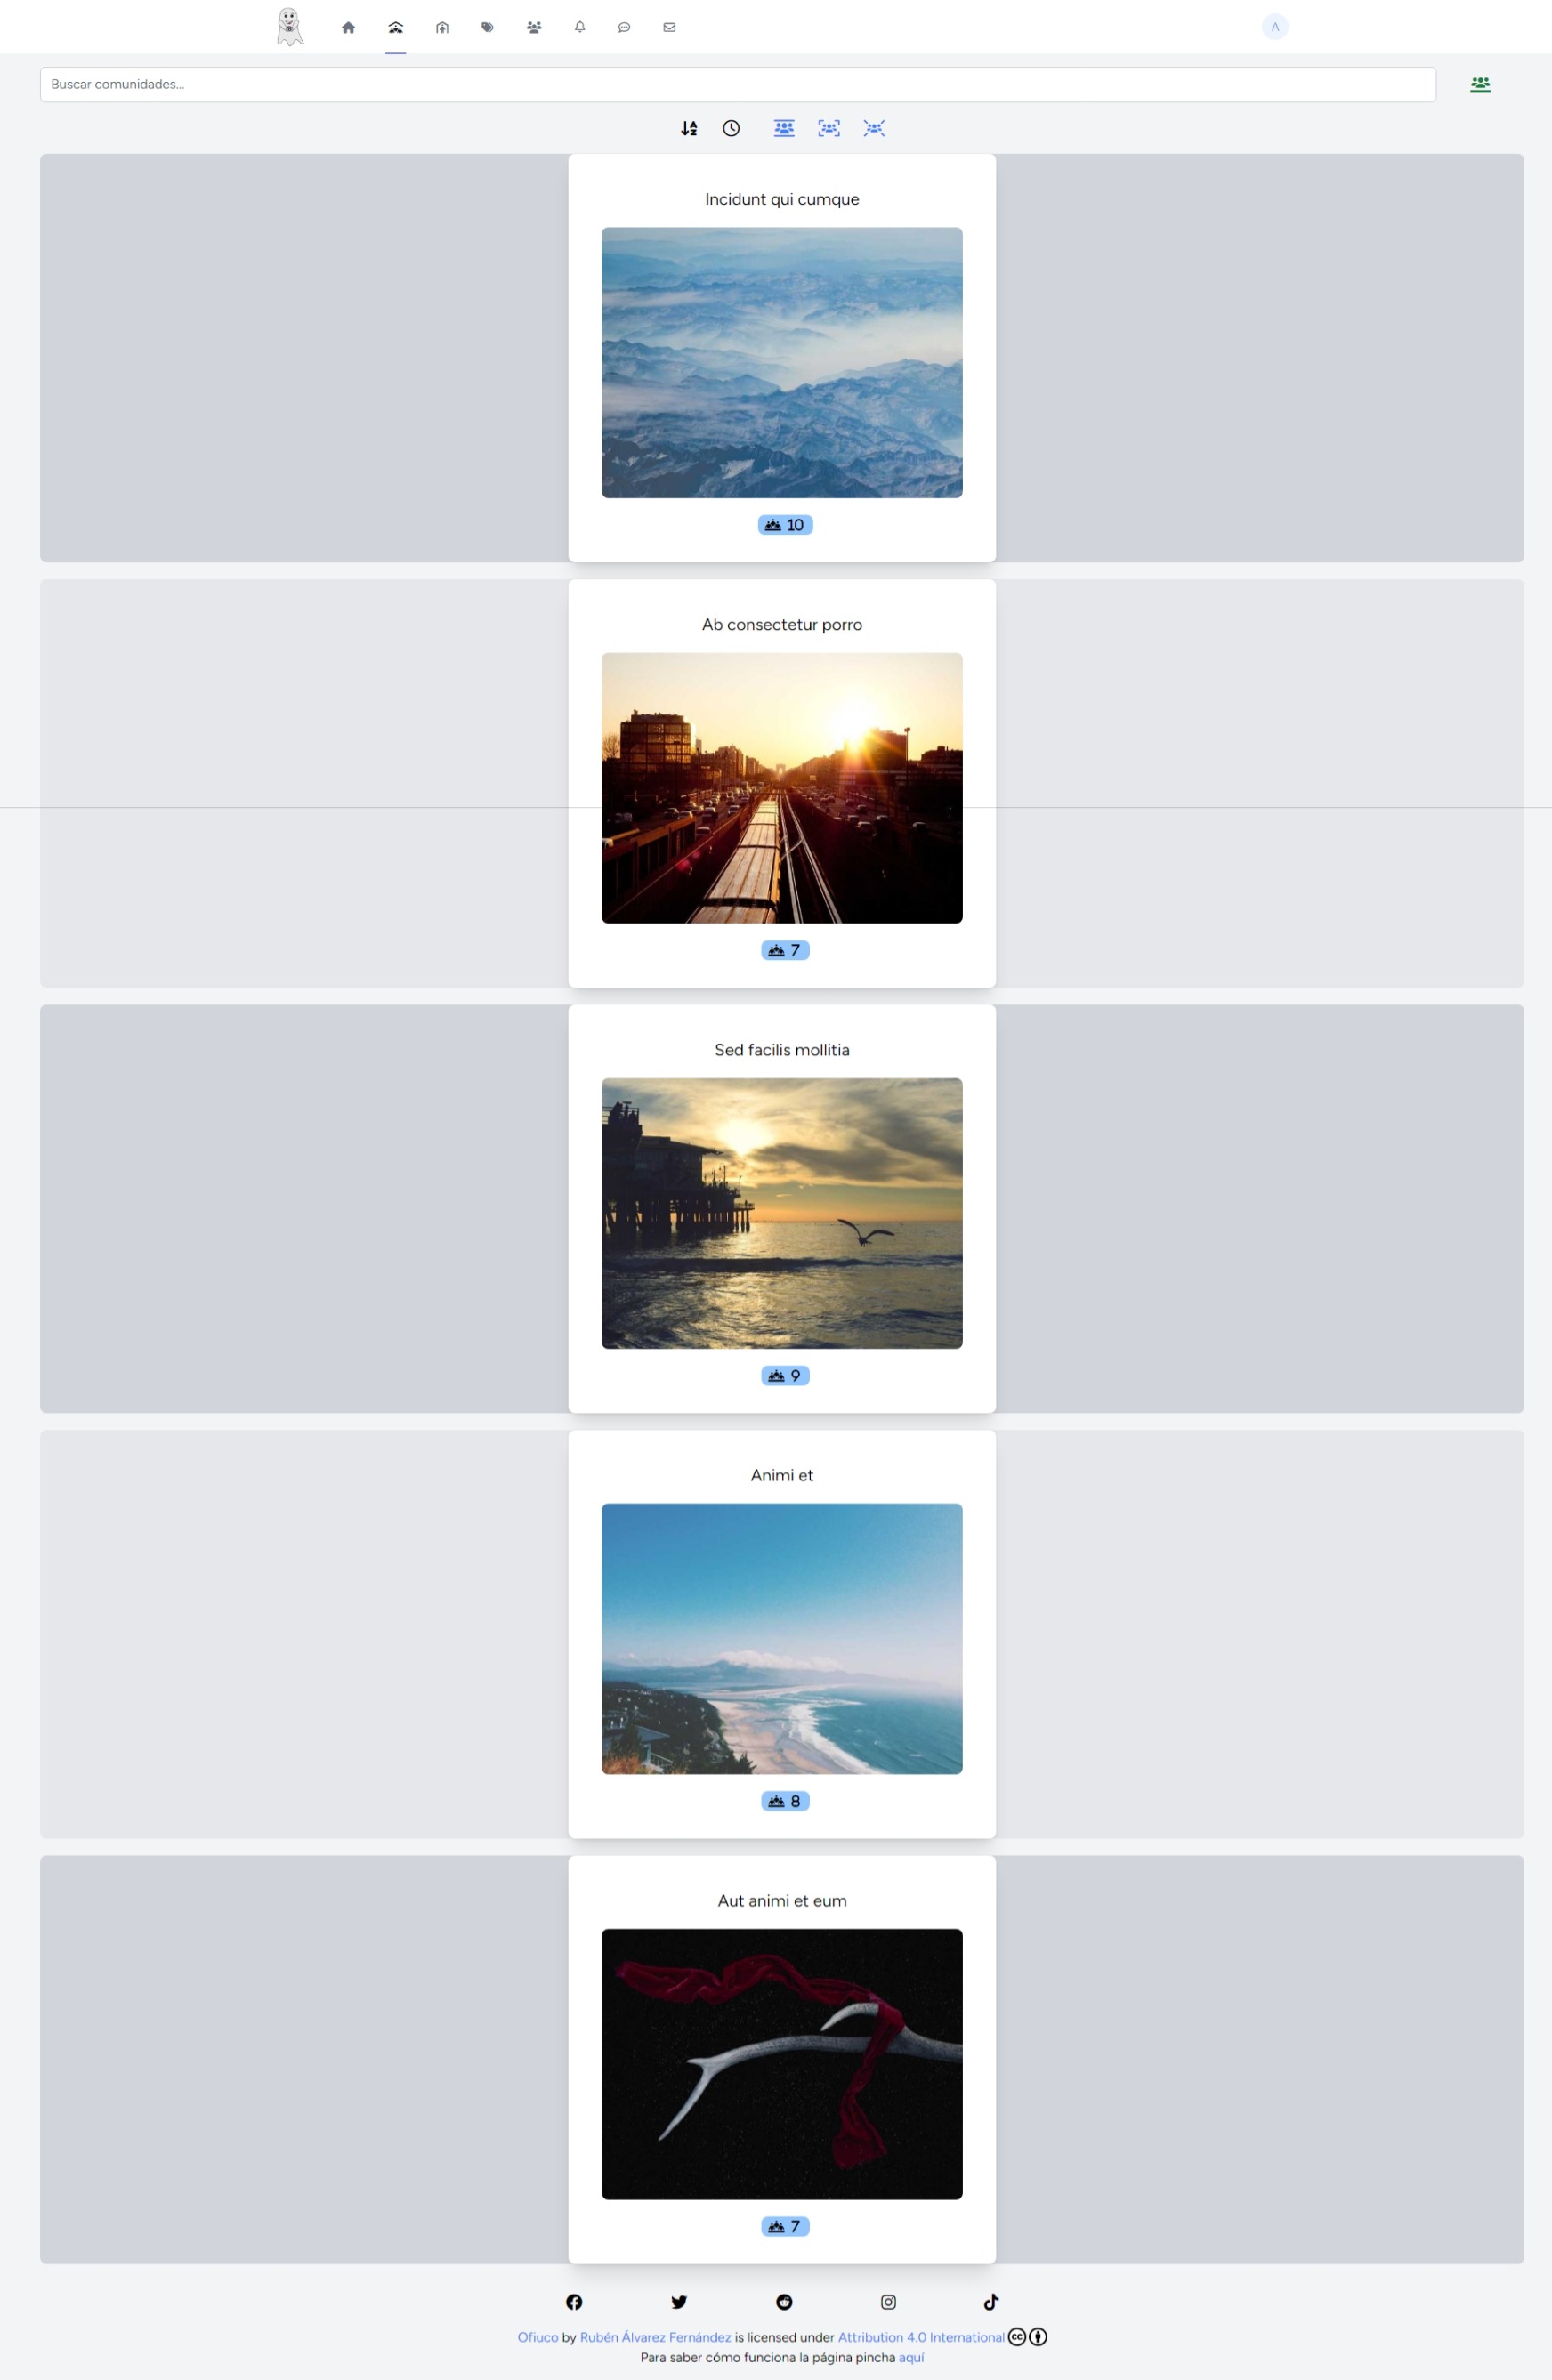 A
Buscar comunidades...
Incidunt qui cumque
10
Ab consectetur porro
7
Sed facilis mollitia
9
Animi et
8
Aut animi et eum
7
Ofiuco by Rubén Álvarez Fernández is licensed under Attribution 4.0 International
Para saber cómo funciona la página pincha aquí